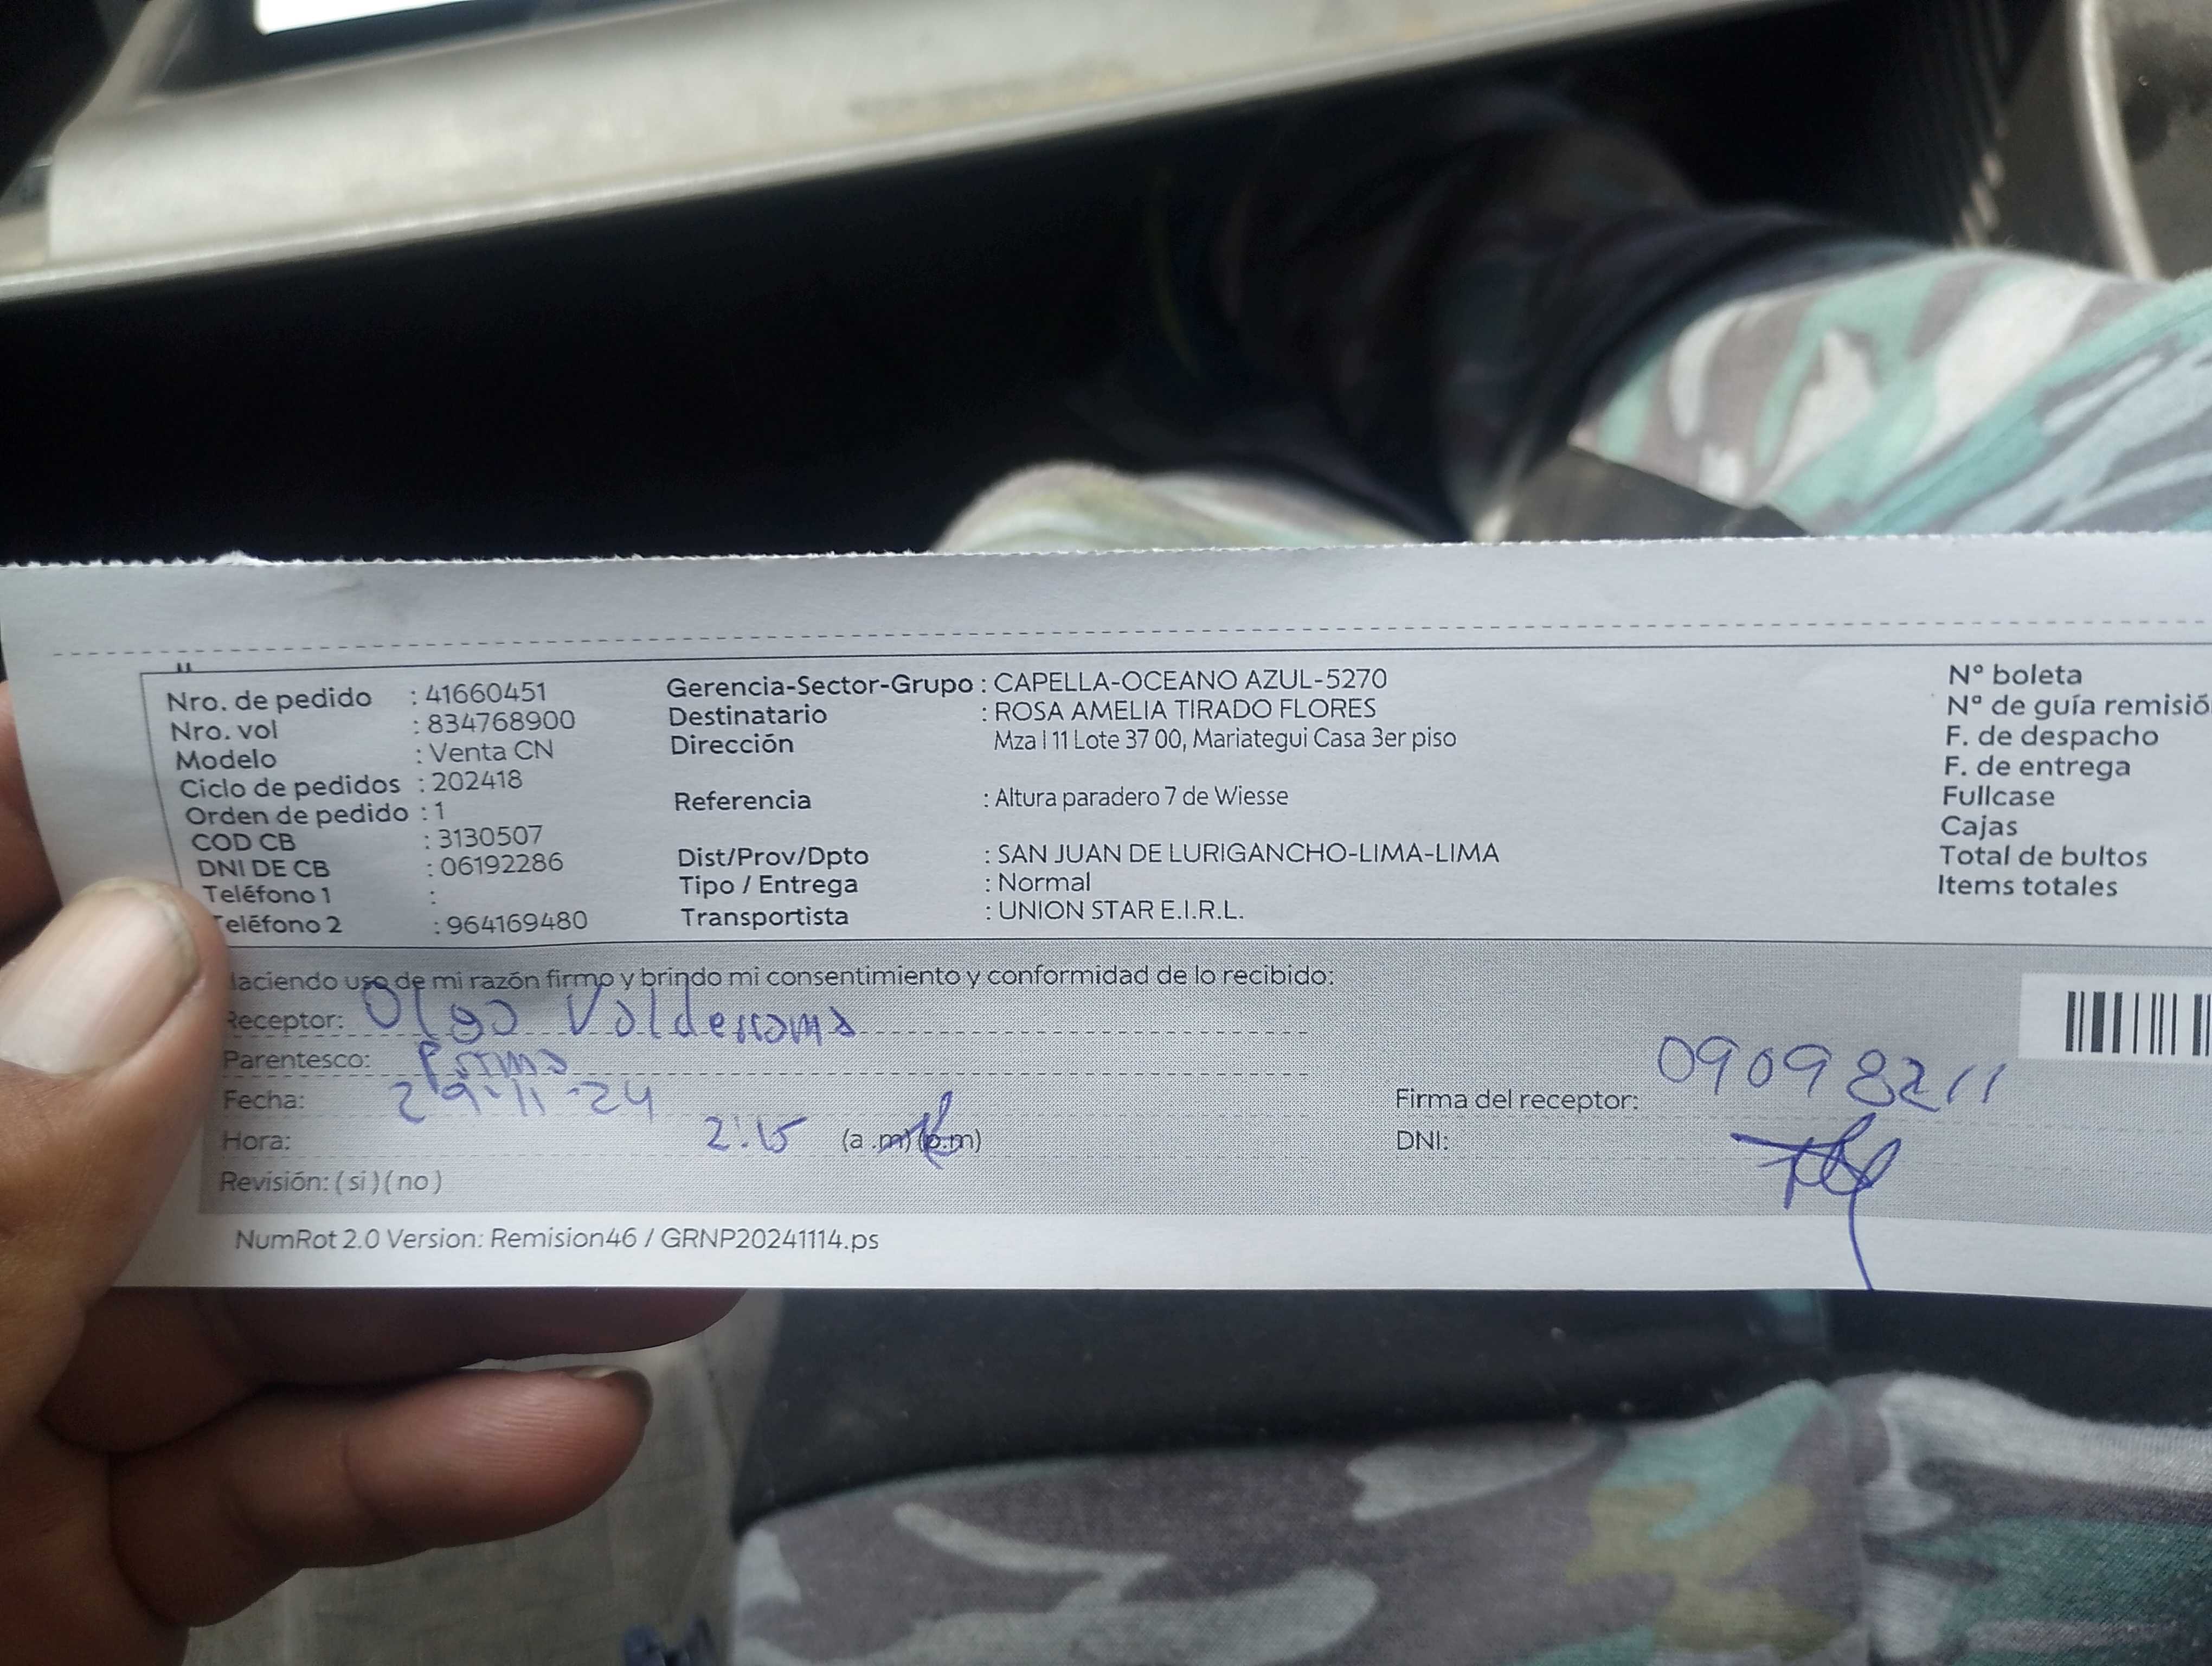 Nro. de pedido : 41660451
Nro. vol : 834768900
Modelo : Venta CN
Ciclo de pedidos : 202418
Orden de pedido : 1
COD CB : 3130507
DNI DE CB : 06192286
Teléfono 1 :
eléfono 2 : 964169480
Gerencia-Sector-Grupo : CAPELLA-OCEANO AZUL-5270
Destinatario : ROSA AMELIA TIRADO FLORES
Dirección Mza I 11 Lote 37 00, Mariategui Casa 3er piso
Referencia : Altura paradero 7 de Wiesse
Dist/Prov/Dpto : SAN JUAN DE LURIGANCHO-LIMA-LIMA
Tipo / Entrega : Normal
Transportista : UNION STAR E.I.R.L.
Nº boleta
Nª de guía remisió
F. de despacho
F. de entrega
Fullcase
Cajas
Total de bultos
Items totales
aciendo uso de mi razón firmo y brindo mi consentimiento y conformidad de lo recibido:
Receptor: Olga Valderrama
Parentesco: Prima
Fecha: 29-11-24
Hora: 2:15 (a .m) (p.m)
Revisión: ( si ) ( no )
Firma del receptor: 09098211
DNI:
NumRot 2.0 Version: Remision46 / GRNP20241114.ps